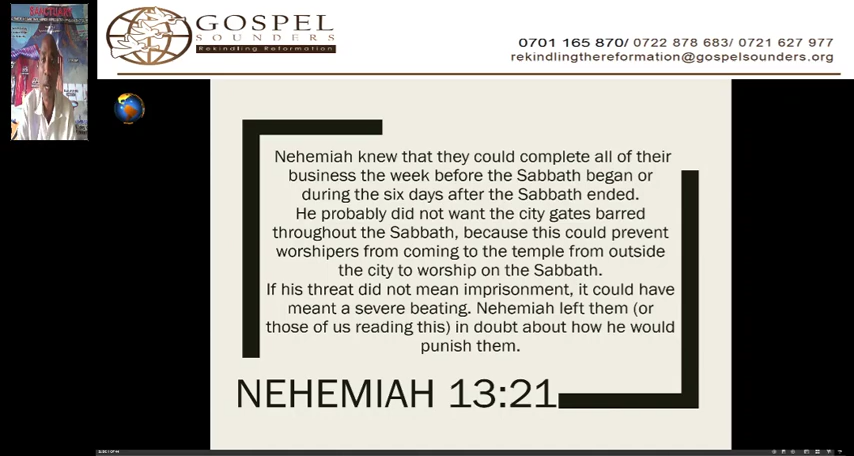 SANCTUARY
GOSPEL
SOUNDERS
Rekindling Reformation
0701 165 870/ 0722 878 683/ 0721 627 977
rekindlingthereformation@gospelsounders.org
Nehemiah knew that they could complete all of their
business the week before the Sabbath began or
during the six days after the Sabbath ended.
He probably did not want the city gates barred
throughout the Sabbath, because this could prevent
worshipers from coming to the temple from outside
the city to worship on the Sabbath.
If his threat did not mean imprisonment, it could have
meant a severe beating. Nehemiah left them (or
those of us reading this) in doubt about how he would
punish them.
NEHEMIAH 13:21